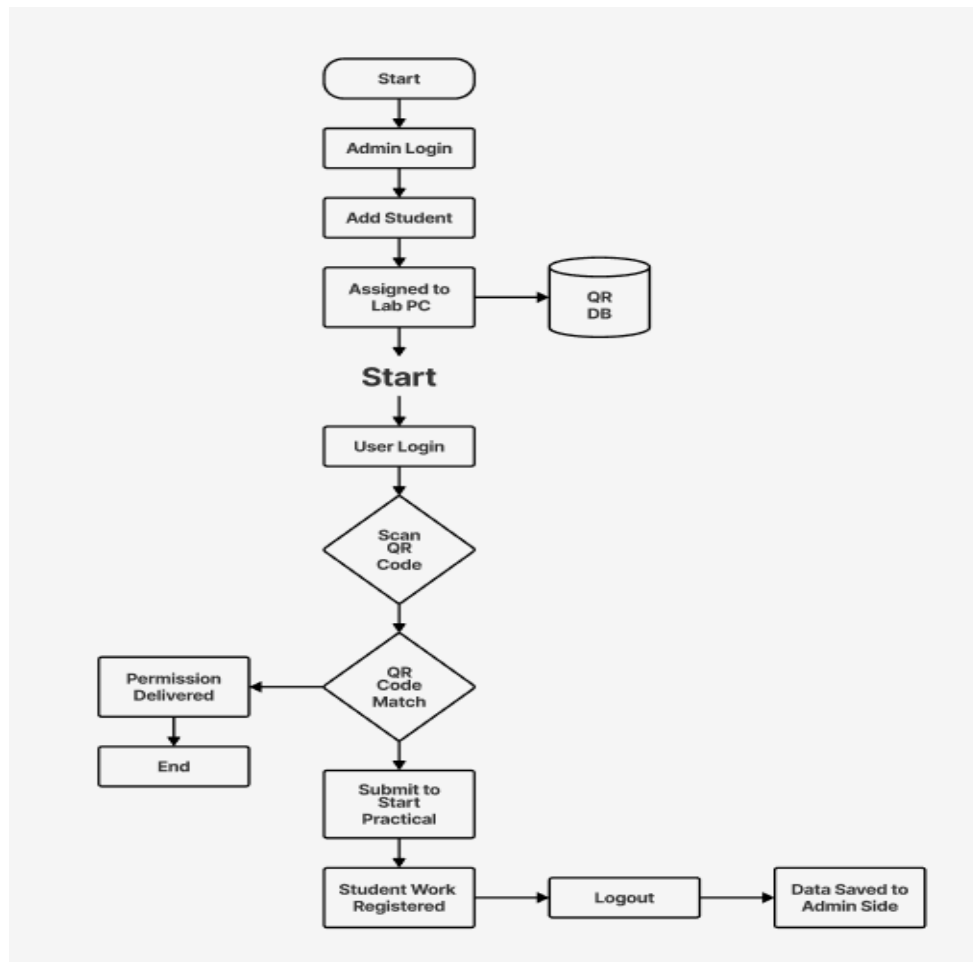 Start
Admin Login
Add Student
Assigned to
Lab PC
QR
DB
Start
User Login
Scan
QR
Code
QR
Code
Match
Permission
Delivered
End
Submit to
Start
Practical
Student Work
Registered
Logout
Data Saved to
Admin Side